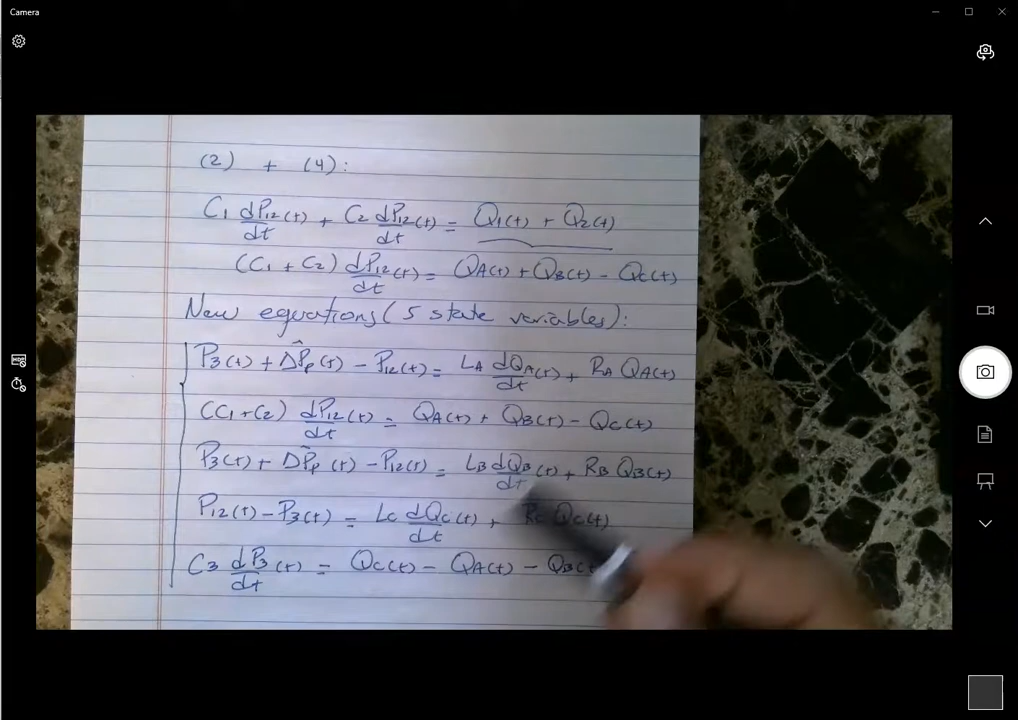 Camera
(2) + (4):
C1 dP12(t)/dt + C2 dP12(t)/dt = Q1(t) + Q2(t)
(C1 + C2) dP12(t)/dt = QA(t) + QB(t) - QC(t)
New equations (5 state variables):
P3(t) + ΔP̂p(t) - P12(t) = LA dQA(t)/dt + RA QA(t)
(C1+C2) dP12(t)/dt = QA(t) + QB(t) - QC(t)
P3(t) + ΔP̂p(t) - P12(t) = LB dQB(t)/dt + RB QB(t)
P12(t) - P3(t) = LC dQC(t)/dt + RC QC(t)
C3 dP3(t)/dt = QC(t) - QA(t) - QB(t